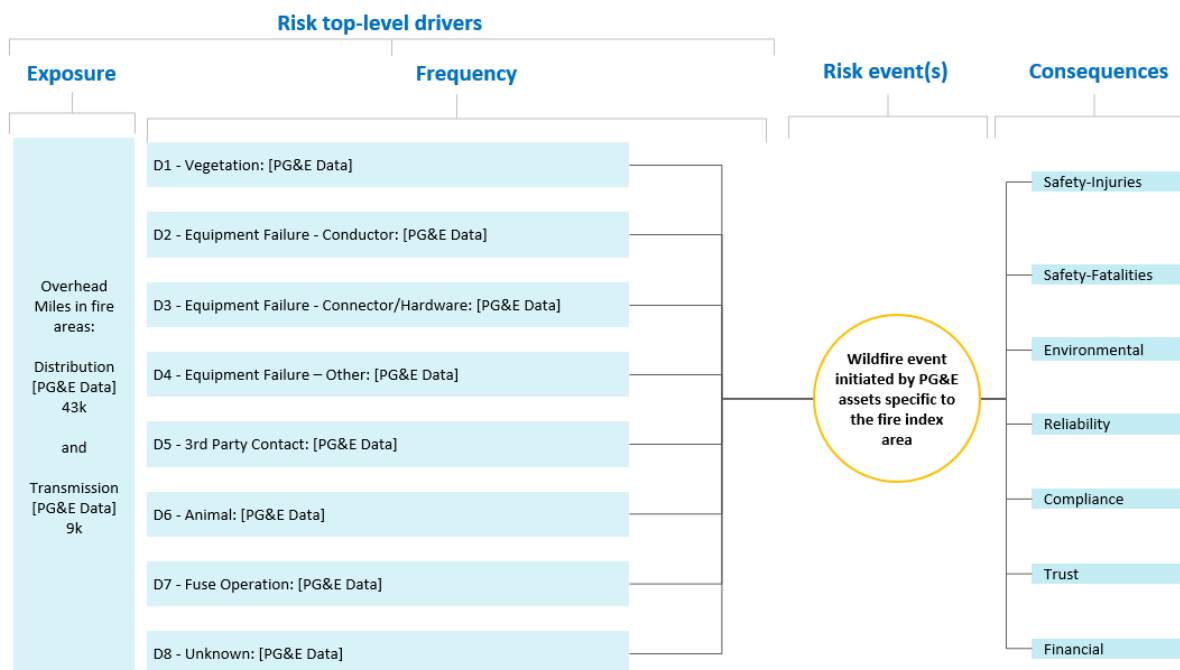 Risk top-level drivers
Exposure
Frequency
Risk event(s)
Consequences
Overhead
Miles in fire
areas:
Distribution
[PG&E Data]
43k
and
Transmission
[PG&E Data]
9k
D1 - Vegetation: [PG&E Data]
D2 - Equipment Failure - Conductor: [PG&E Data]
D3 - Equipment Failure - Connector/Hardware: [PG&E Data]
D4 - Equipment Failure – Other: [PG&E Data]
D5 - 3rd Party Contact: [PG&E Data]
D6 - Animal: [PG&E Data]
D7 - Fuse Operation: [PG&E Data]
D8 - Unknown: [PG&E Data]
Wildfire event
initiated by PG&E
assets specific to
the fire index
area
Safety-Injuries
Safety-Fatalities
Environmental
Reliability
Compliance
Trust
Financial